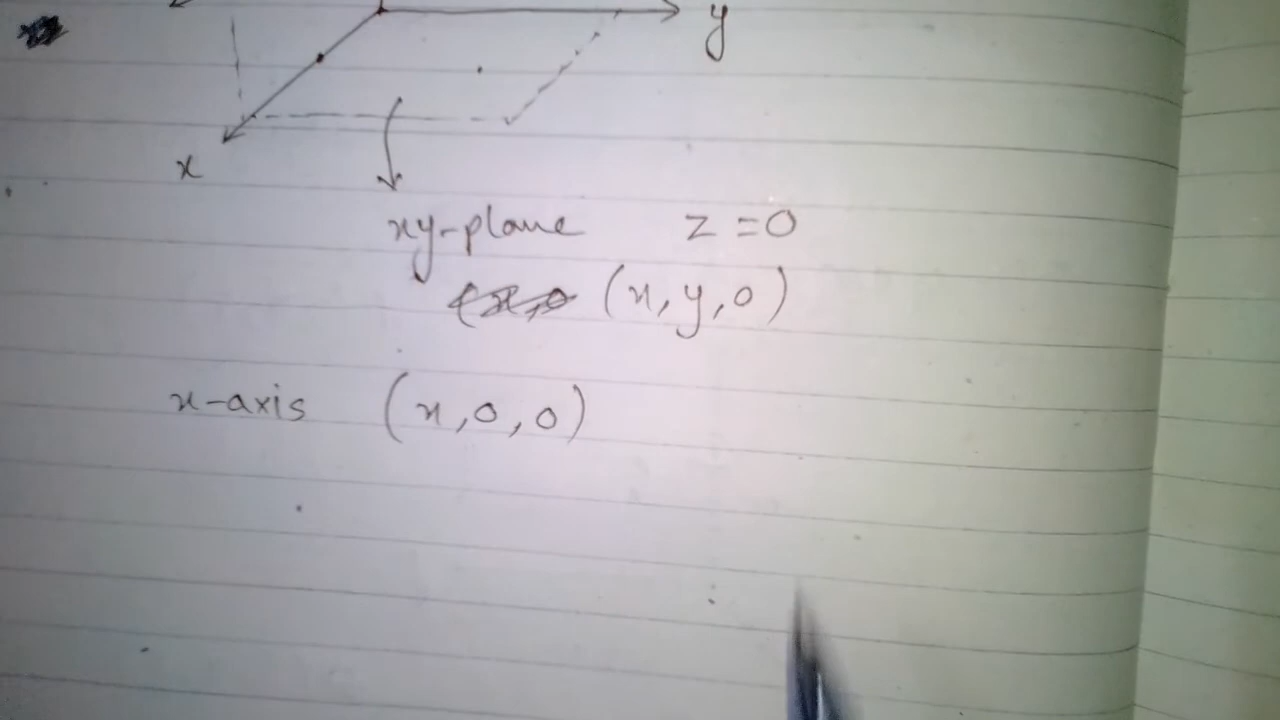 y
x
xy-plane z=0
(x,y,0)
x-axis (x,0,0)